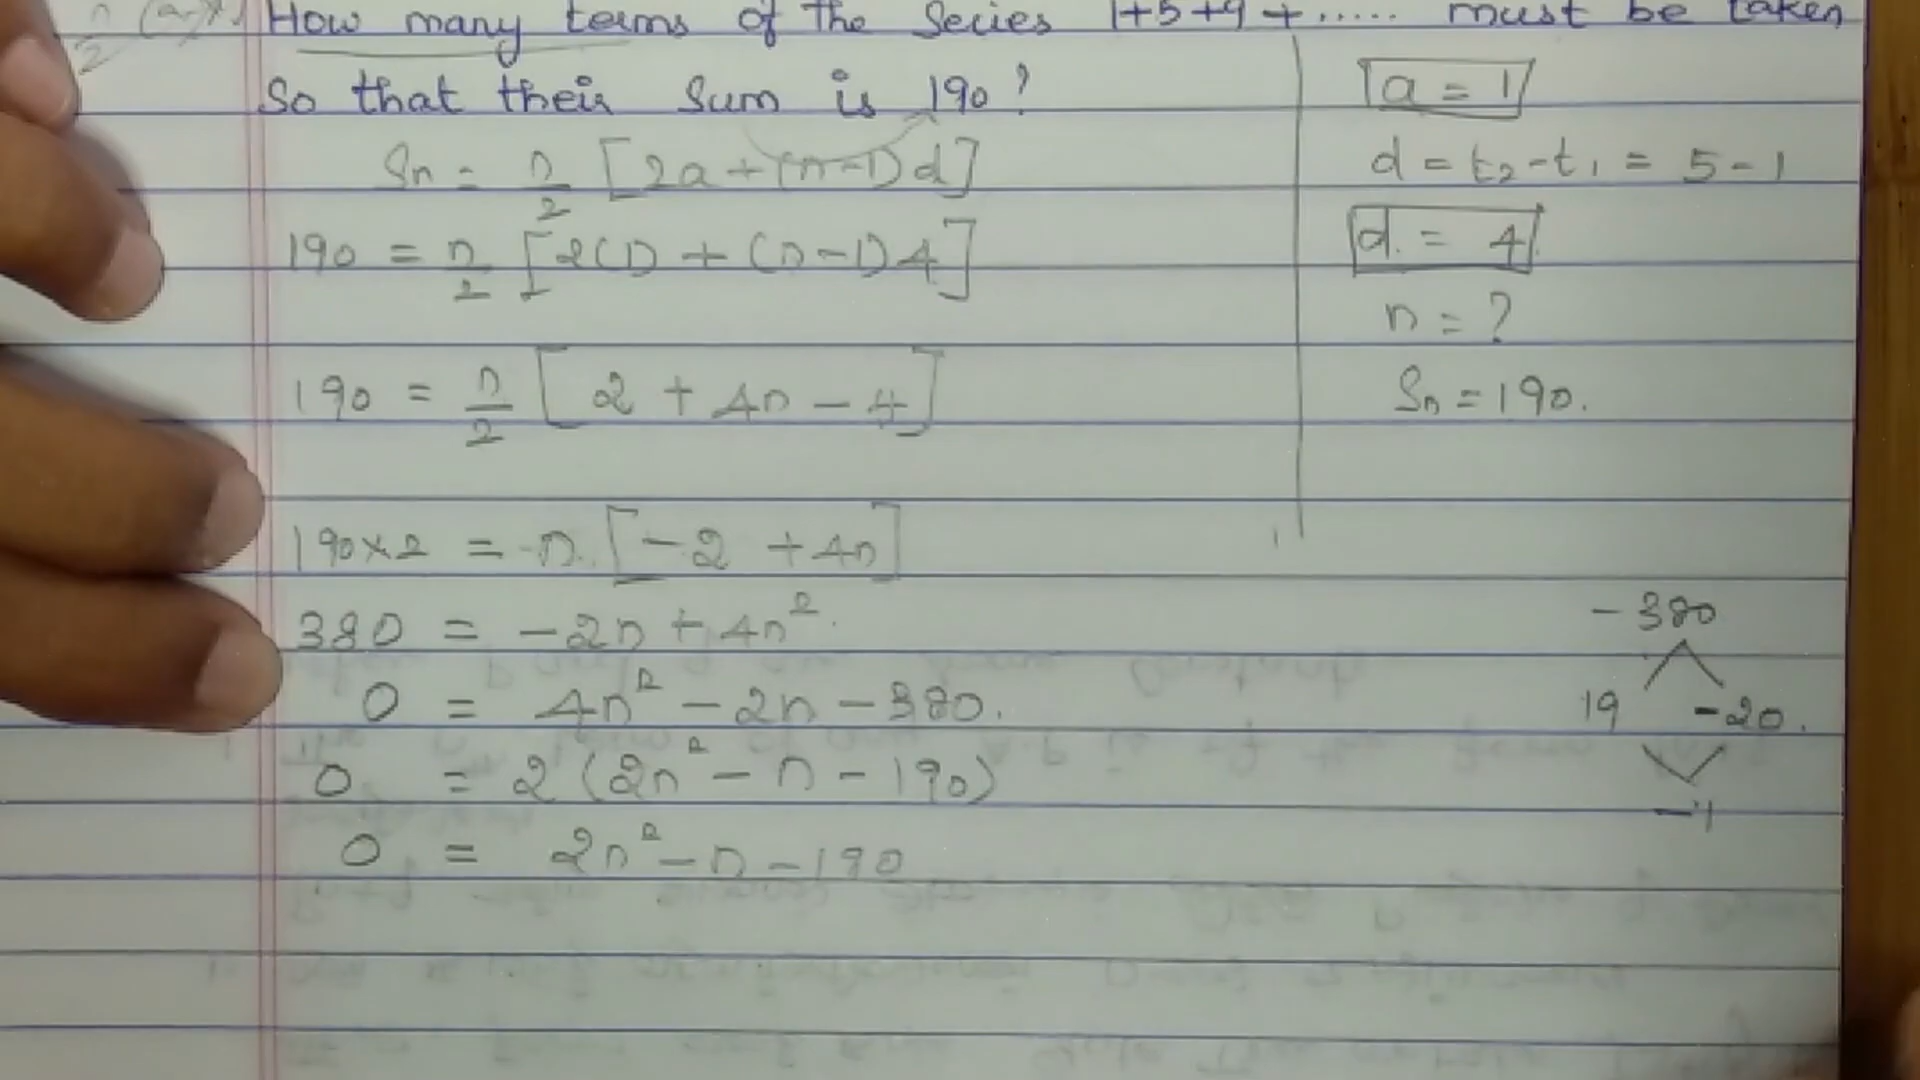 How many terms of the Series 1+5+9+..... must be taken
So that their Sum is 190?
Sn = n/2 [2a+(n-1)d]
190 = n/2 [2(1) + (n-1)4]
190 = n/2 [2 + 4n - 4]
190×2 = n [-2 + 4n]
380 = -2n + 4n²
0 = 4n² - 2n - 380.
0 = 2(2n² - n - 190)
0 = 2n² - n - 190
a = 1
d = t₂-t₁ = 5-1
d = 4
n = ?
Sn = 190.
-380
19 -20.
-1